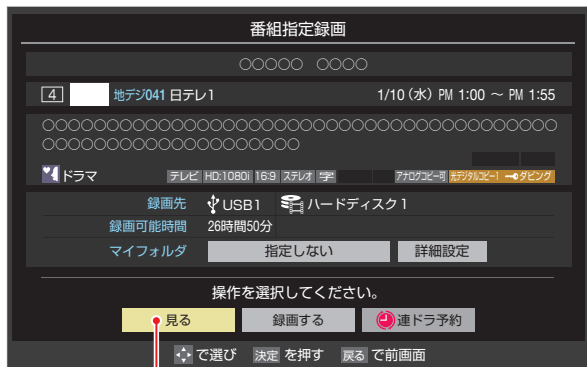 番組指定録画
○○○○○ ○○○○
4 地デジ041 日テレ1 1/10(水) PM 1:00 ～ PM 1:55
○○○○○○○○○○○○○○○○○○○○○○○○○○○○○○○○○○○○○○○○
○○○○○○○○○○○○○○○○○○○○
ドラマ テレビ HD:1080i 16:9 ステレオ 字 アナログコピー可 光デジタルコピー1 ダビング
録画先 USB1 ハードディスク1
録画可能時間 26時間50分
マイフォルダ 指定しない 詳細設定
操作を選択してください。
見る 録画する 連ドラ予約
で選び 決定 を押す 戻る で前画面